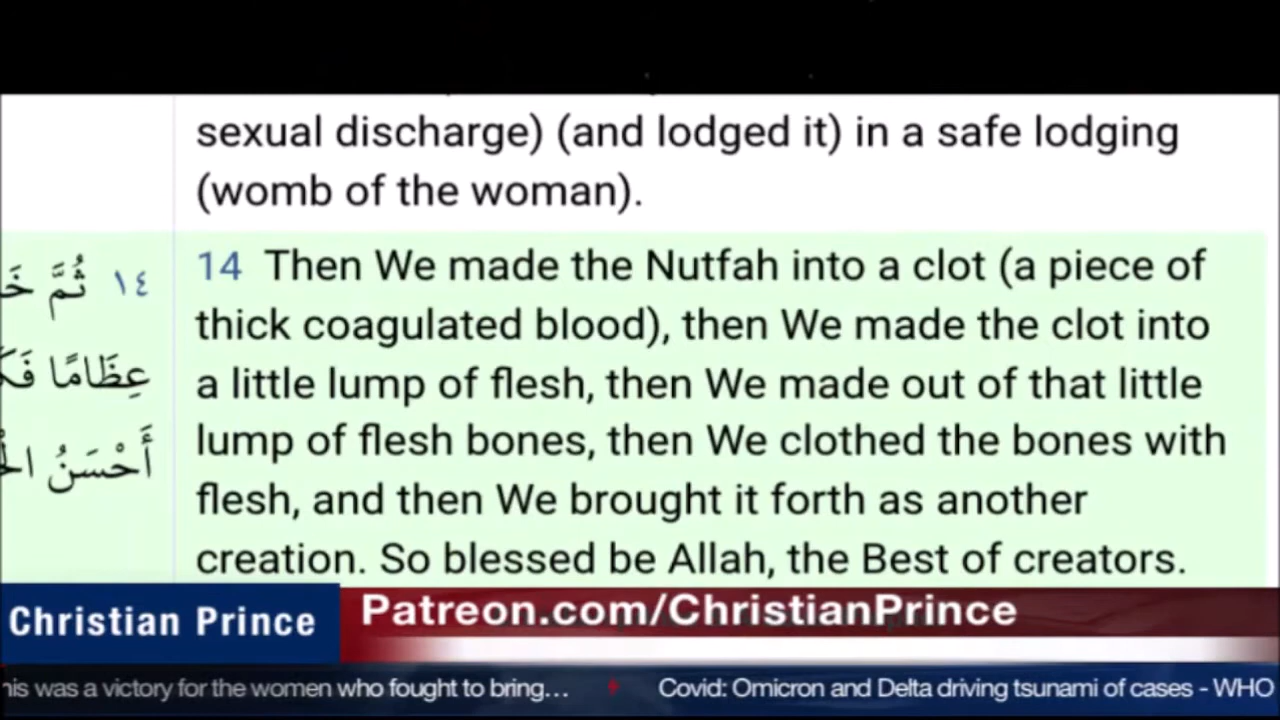 sexual discharge) (and lodged it) in a safe lodging
(womb of the woman).
١٤ ثُمَّ
14 Then We made the Nutfah into a clot (a piece of
thick coagulated blood), then We made the clot into
عِظَامًا
a little lump of flesh, then We made out of that little
أَحْسَنُ
lump of flesh bones, then We clothed the bones with
flesh, and then We brought it forth as another
creation. So blessed be Allah, the Best of creators.
Christian Prince
Patreon.com/ChristianPrince
his was a victory for the women who fought to bring...
Covid: Omicron and Delta driving tsunami of cases - WHO